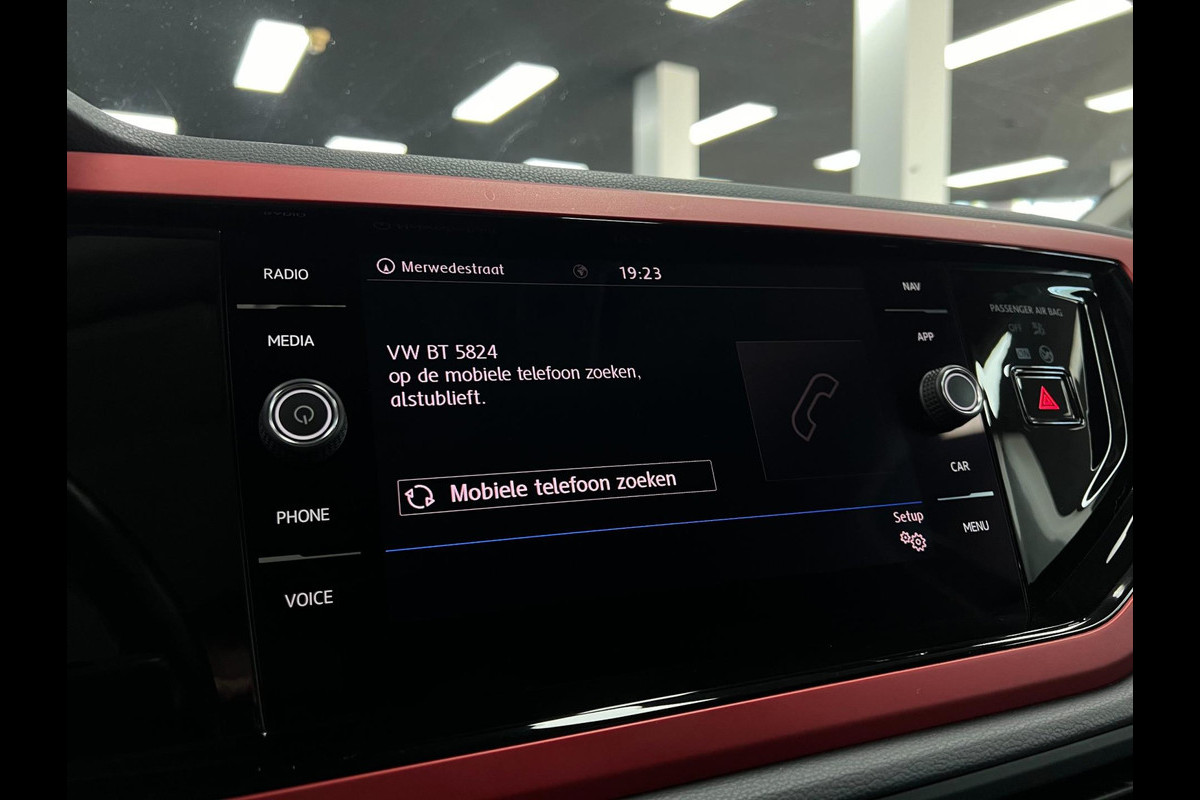 RADIO
MEDIA
PHONE
VOICE
Merwedestraat
19:23
VW BT 5824
op de mobiele telefoon zoeken,
alstublieft.
Mobiele telefoon zoeken
Setup
NAV
APP
CAR
MENU
PASSENGER AIR BAG
OFF